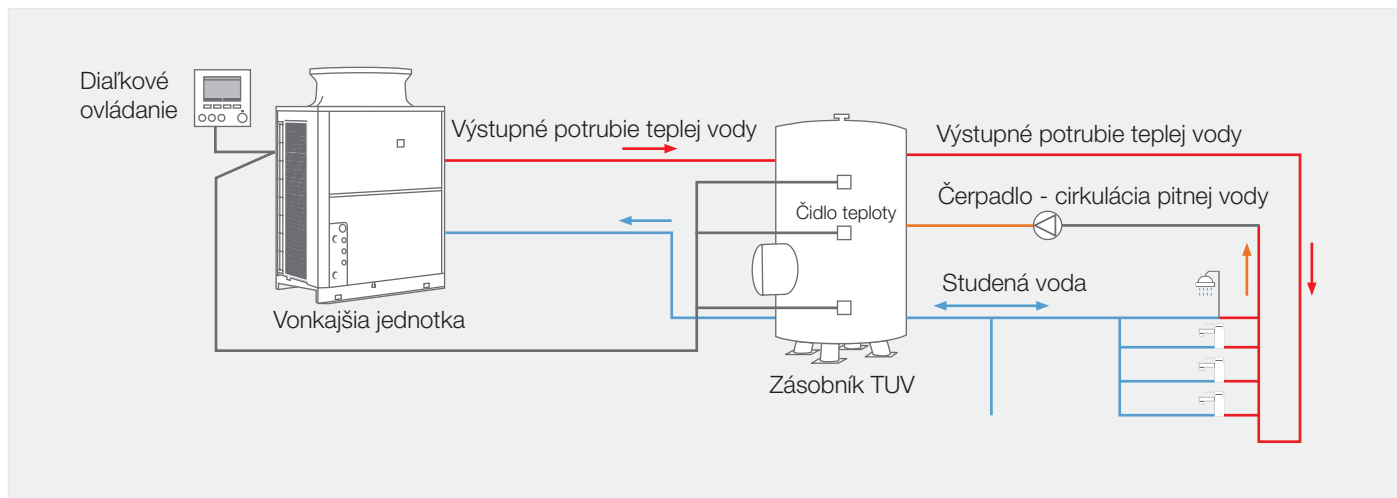 Diaľkové
ovládanie
Výstupné potrubie teplej vody
Výstupné potrubie teplej vody
Čerpadlo - cirkulácia pitnej vody
Čidlo teploty
Studená voda
Vonkajšia jednotka
Zásobník TUV